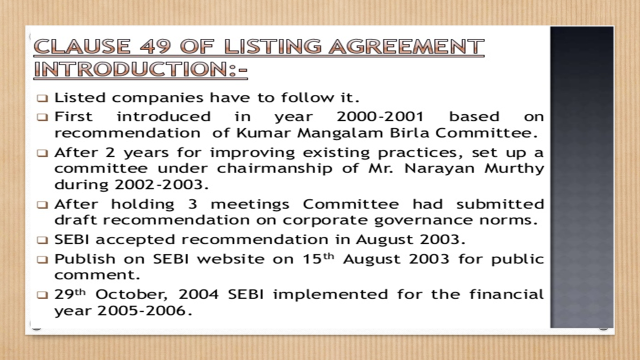 CLAUSE 49 OF LISTING AGREEMENT
INTRODUCTION:-
Listed companies have to follow it.
First introduced in year 2000-2001 based on
recommendation of Kumar Mangalam Birla Committee.
After 2 years for improving existing practices, set up a
committee under chairmanship of Mr. Narayan Murthy
during 2002-2003.
After holding 3 meetings Committee had submitted
draft recommendation on corporate governance norms.
SEBI accepted recommendation in August 2003.
Publish on SEBI website on 15th August 2003 for public
comment.
29th October, 2004 SEBI implemented for the financial
year 2005-2006.